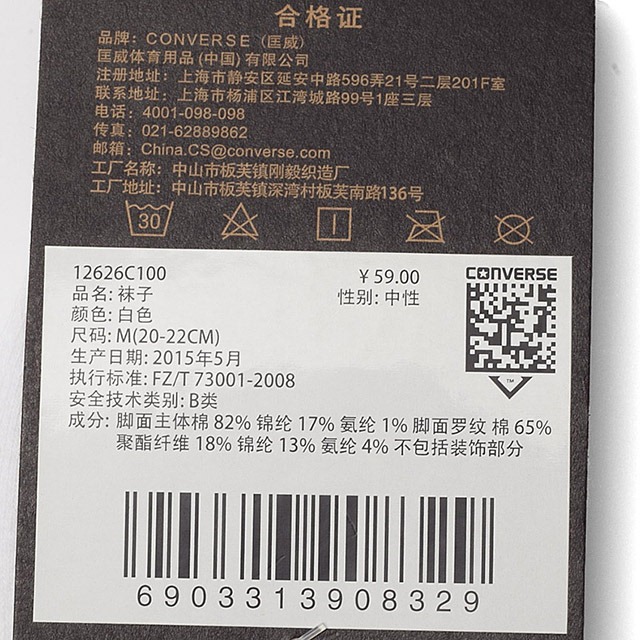 合格证
品牌：CONVERSE（匡威）
匡威体育用品(中国)有限公司
注册地址：上海市静安区延安中路596弄21号二层201F室
联系地址：上海市杨浦区江湾城路99号1座三层
电话：4001-098-098
传真：021-62889862
邮箱：China.CS@converse.com
工厂名称：中山市板芙镇刚毅织造厂
工厂地址：中山市板芙镇深湾村板芙南路136号
30
12626C100
￥59.00
CONVERSE
品名: 袜子
性别: 中性
颜色: 白色
尺码: M(20-22CM)
生产日期: 2015年5月
TM
执行标准: FZ/T 73001-2008
安全技术类别: B类
成分: 脚面主体棉 82% 锦纶 17% 氨纶 1% 脚面罗纹 棉 65%
聚酯纤维 18% 锦纶 13% 氨纶 4% 不包括装饰部分
6903313908329